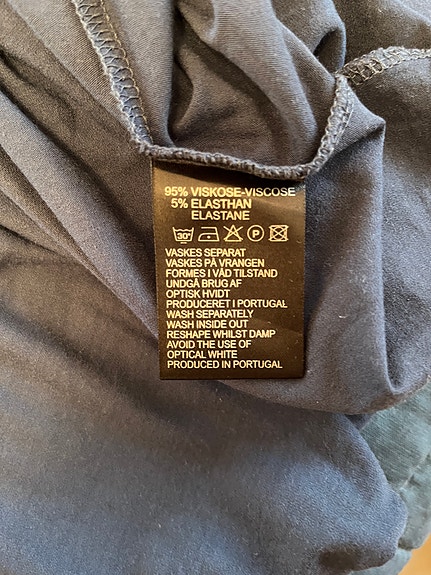 95% VISKOSE-VISCOSE
5% ELASTHAN
ELASTANE
30° P
VASKES SEPARAT
VASKES PÅ VRANGEN
FORMES I VÅD TILSTAND
UNDGÅ BRUG AF
OPTISK HVIDT
PRODUCERET I PORTUGAL
WASH SEPARATELY
WASH INSIDE OUT
RESHAPE WHILST DAMP
AVOID THE USE OF
OPTICAL WHITE
PRODUCED IN PORTUGAL